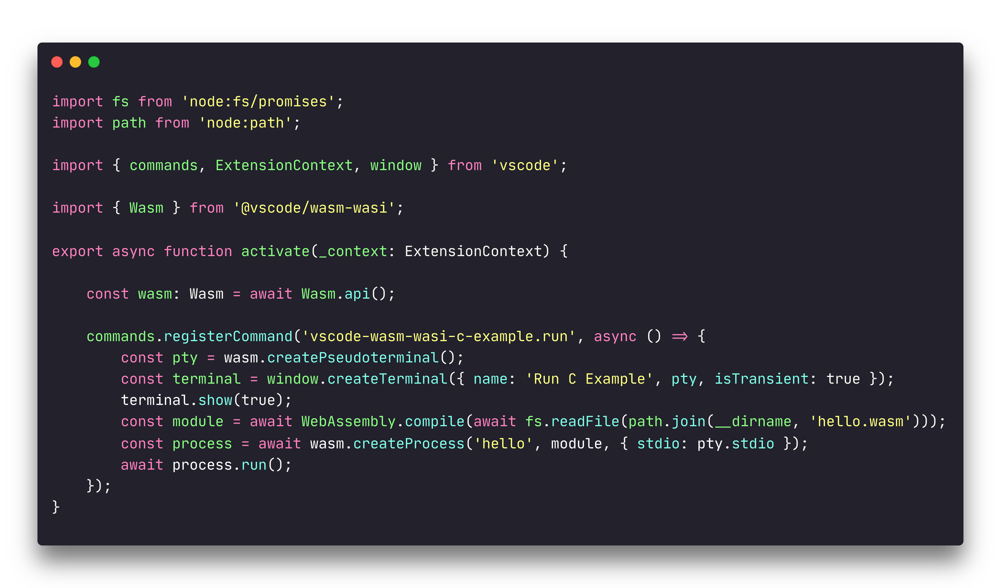 import fs from 'node:fs/promises';
import path from 'node:path';
import { commands, ExtensionContext, window } from 'vscode';
import { Wasm } from '@vscode/wasm-wasi';
export async function activate(_context: ExtensionContext) {
    const wasm: Wasm = await Wasm.api();
    commands.registerCommand('vscode-wasm-wasi-c-example.run', async () => {
        const pty = wasm.createPseudoterminal();
        const terminal = window.createTerminal({ name: 'Run C Example', pty, isTransient: true });
        terminal.show(true);
        const module = await WebAssembly.compile(await fs.readFile(path.join(__dirname, 'hello.wasm')));
        const process = await wasm.createProcess('hello', module, { stdio: pty.stdio });
        await process.run();
    });
}